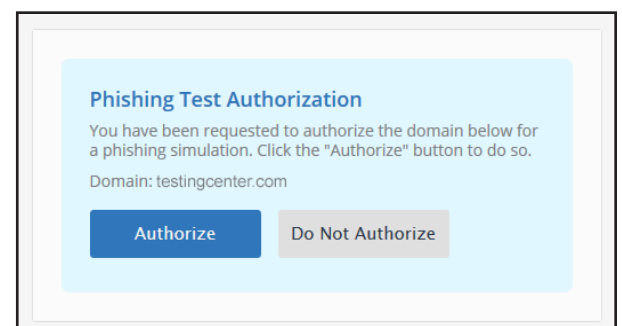 Phishing Test Authorization
You have been requested to authorize the domain below for
a phishing simulation. Click the "Authorize" button to do so.
Domain: testingcenter.com
Authorize Do Not Authorize